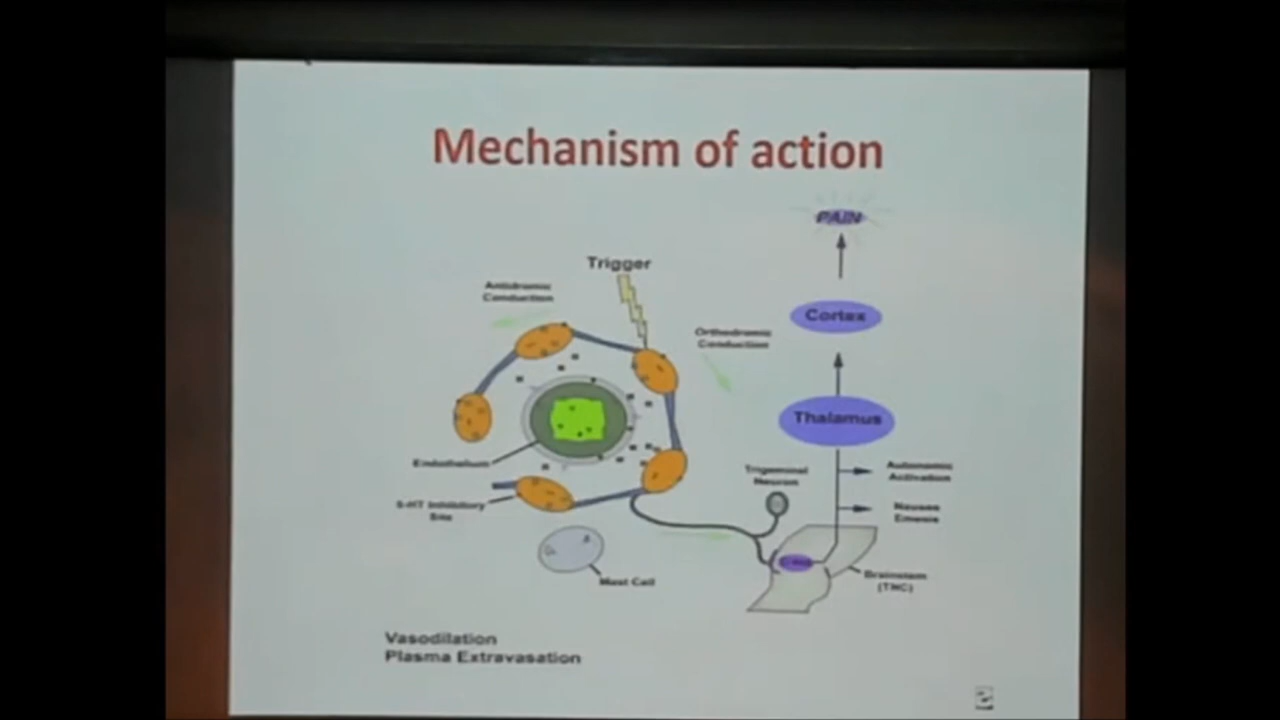 Mechanism of action
PAIN
Trigger
Antidromic
Conduction
Cortex
Orthodromic
Conduction
Thalamus
Endothelium
Trigeminal
Neuron
Autonomic
Activation
5-HT Inhibitory
Site
Nausea
Emesis
Mast Cell
Brainstem
(TNC)
Vasodilation
Plasma Extravasation